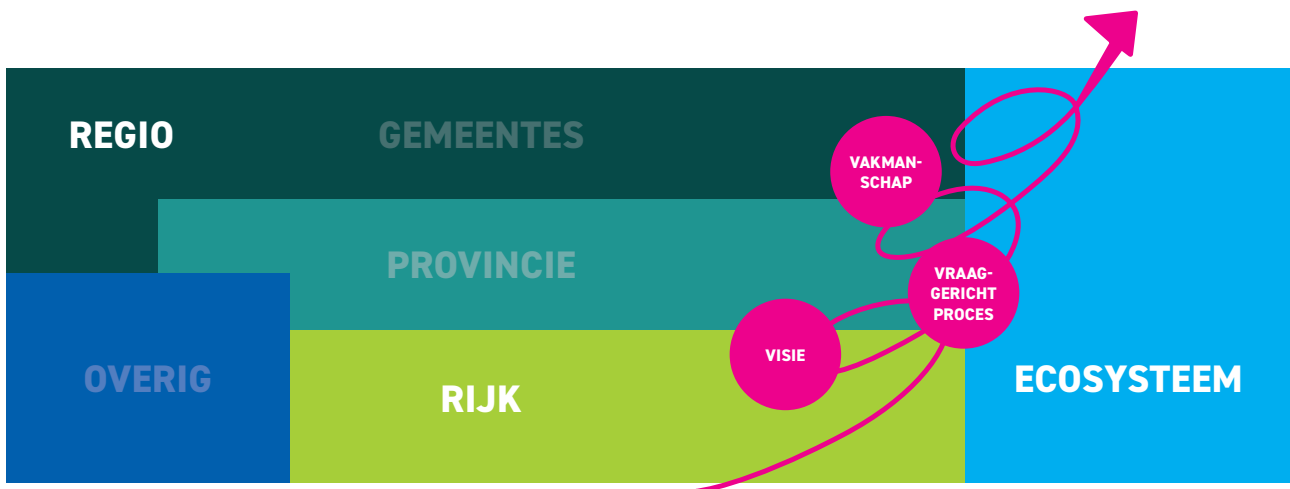 REGIO
GEMEENTES
VAKMAN-
SCHAP
PROVINCIE
VRAAG-
GERICHT
PROCES
VISIE
OVERIG
RIJK
ECOSYSTEEM